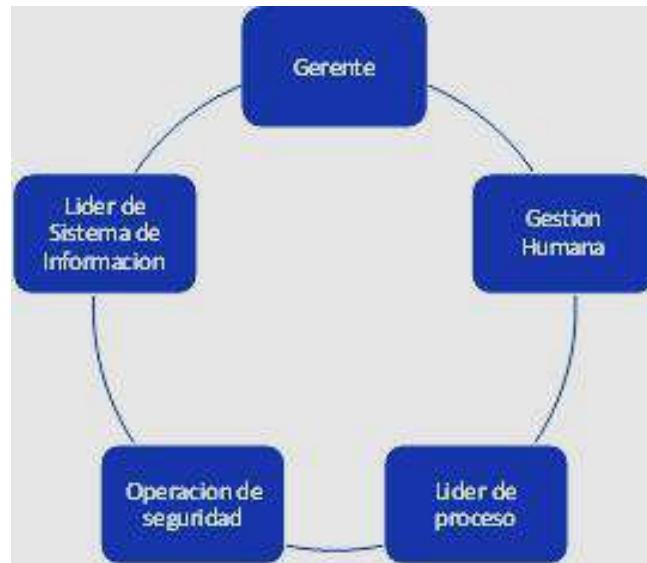 Gerente
Gestion
Humana
Lider de
proceso
Operacion de
seguridad
Lider de
Sistema de
Informacion